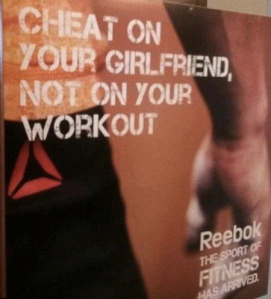 CHEAT ON
YOUR GIRLFRIEND,
NOT ON YOUR
WORKOUT
Reebok
THE SPORT OF
FITNESS
HAS ARRIVED.